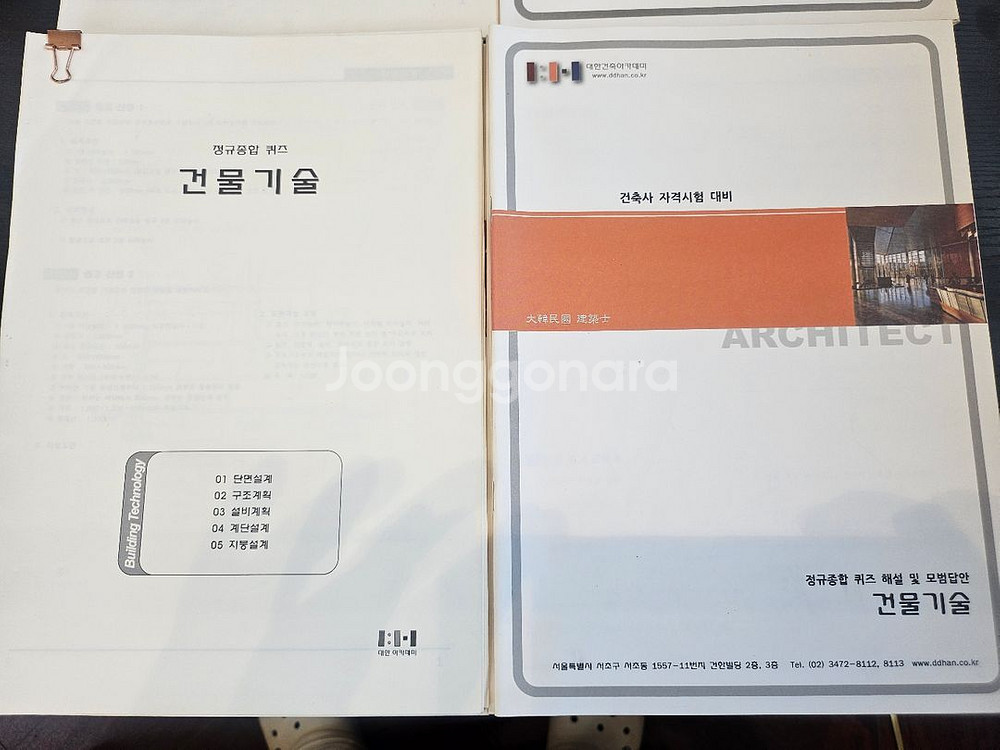 정규종합 퀴즈
건물기술
Building Technology
01 단면설계
02 구조계획
03 설비계획
04 계단설계
05 지붕설계
대한 아카데미
대한건축아카데미
www.ddhan.co.kr
건축사 자격시험 대비
大韓民國 建築士
ARCHITECT
정규종합 퀴즈 해설 및 모범답안
건물기술
서울특별시 서초구 서초동 1557-11번지 건한빌딩 2층, 3층 Tel. (02) 3472-8112, 8113 www.ddhan.co.kr
Joonggonara